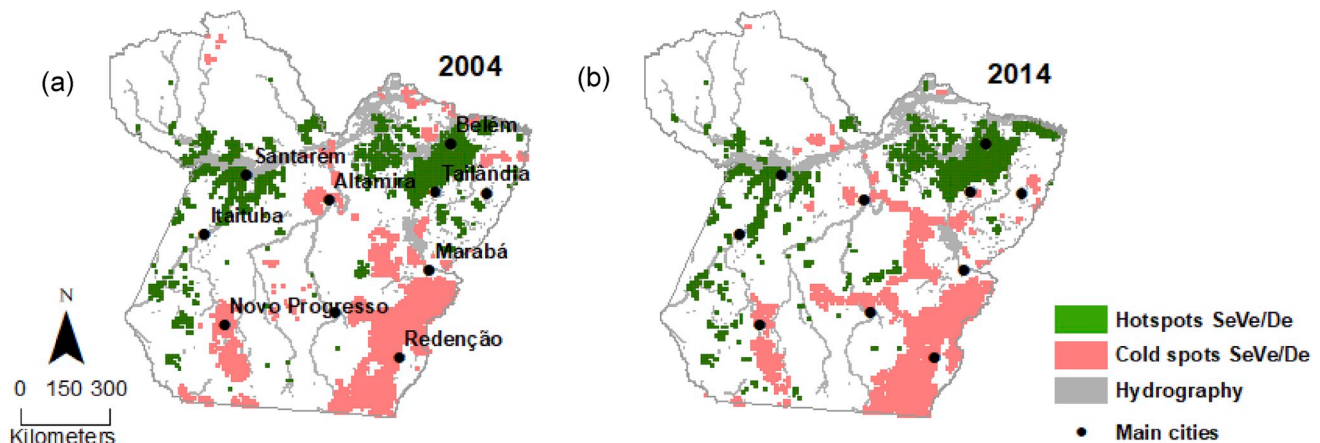 (a)
2004
Belém
Santarém
Altamira
Tailândia
Itaituba
Marabá
Novo Progresso
Redenção
N
0 150 300
Kilometers
(b)
2014
Hotspots SeVe/De
Cold spots SeVe/De
Hydrography
Main cities